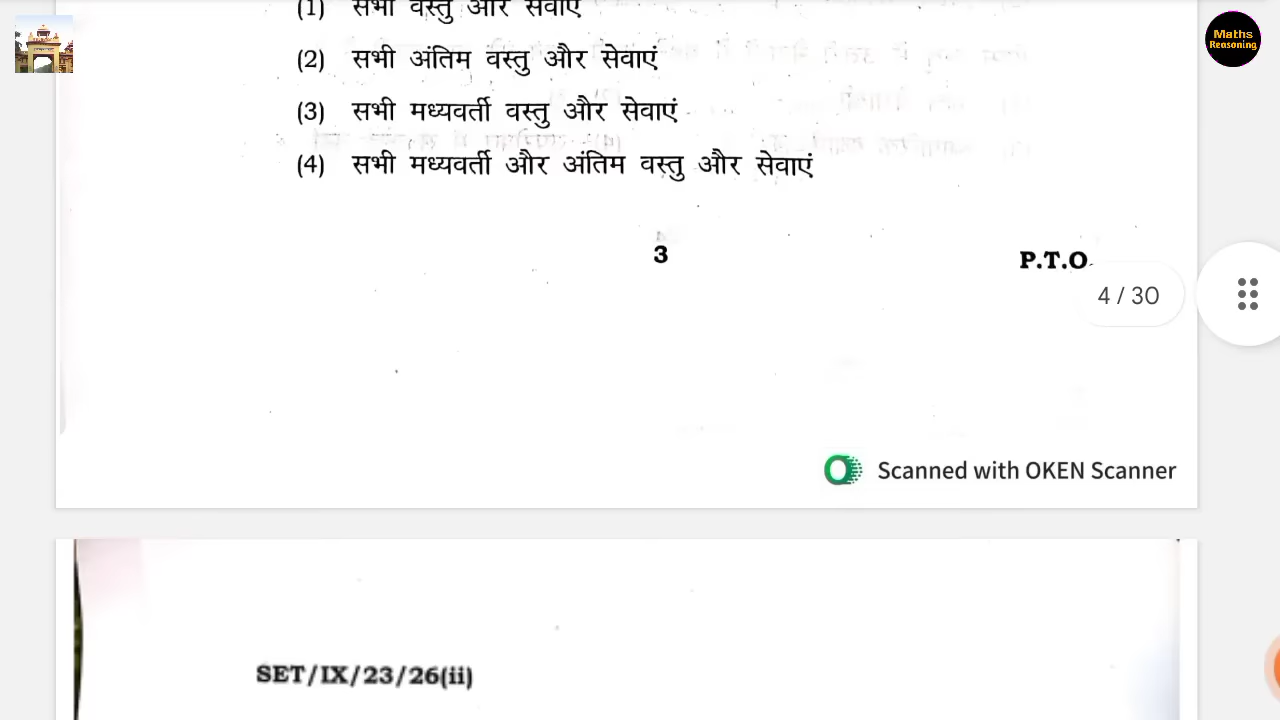 (1) सभी वस्तु और सेवाएं
(2) सभी अंतिम वस्तु और सेवाएं
(3) सभी मध्यवर्ती वस्तु और सेवाएं
(4) सभी मध्यवर्ती और अंतिम वस्तु और सेवाएं
3
P.T.O.
4 / 30
Scanned with OKEN Scanner
SET/IX/23/26(ii)
Maths
Reasoning